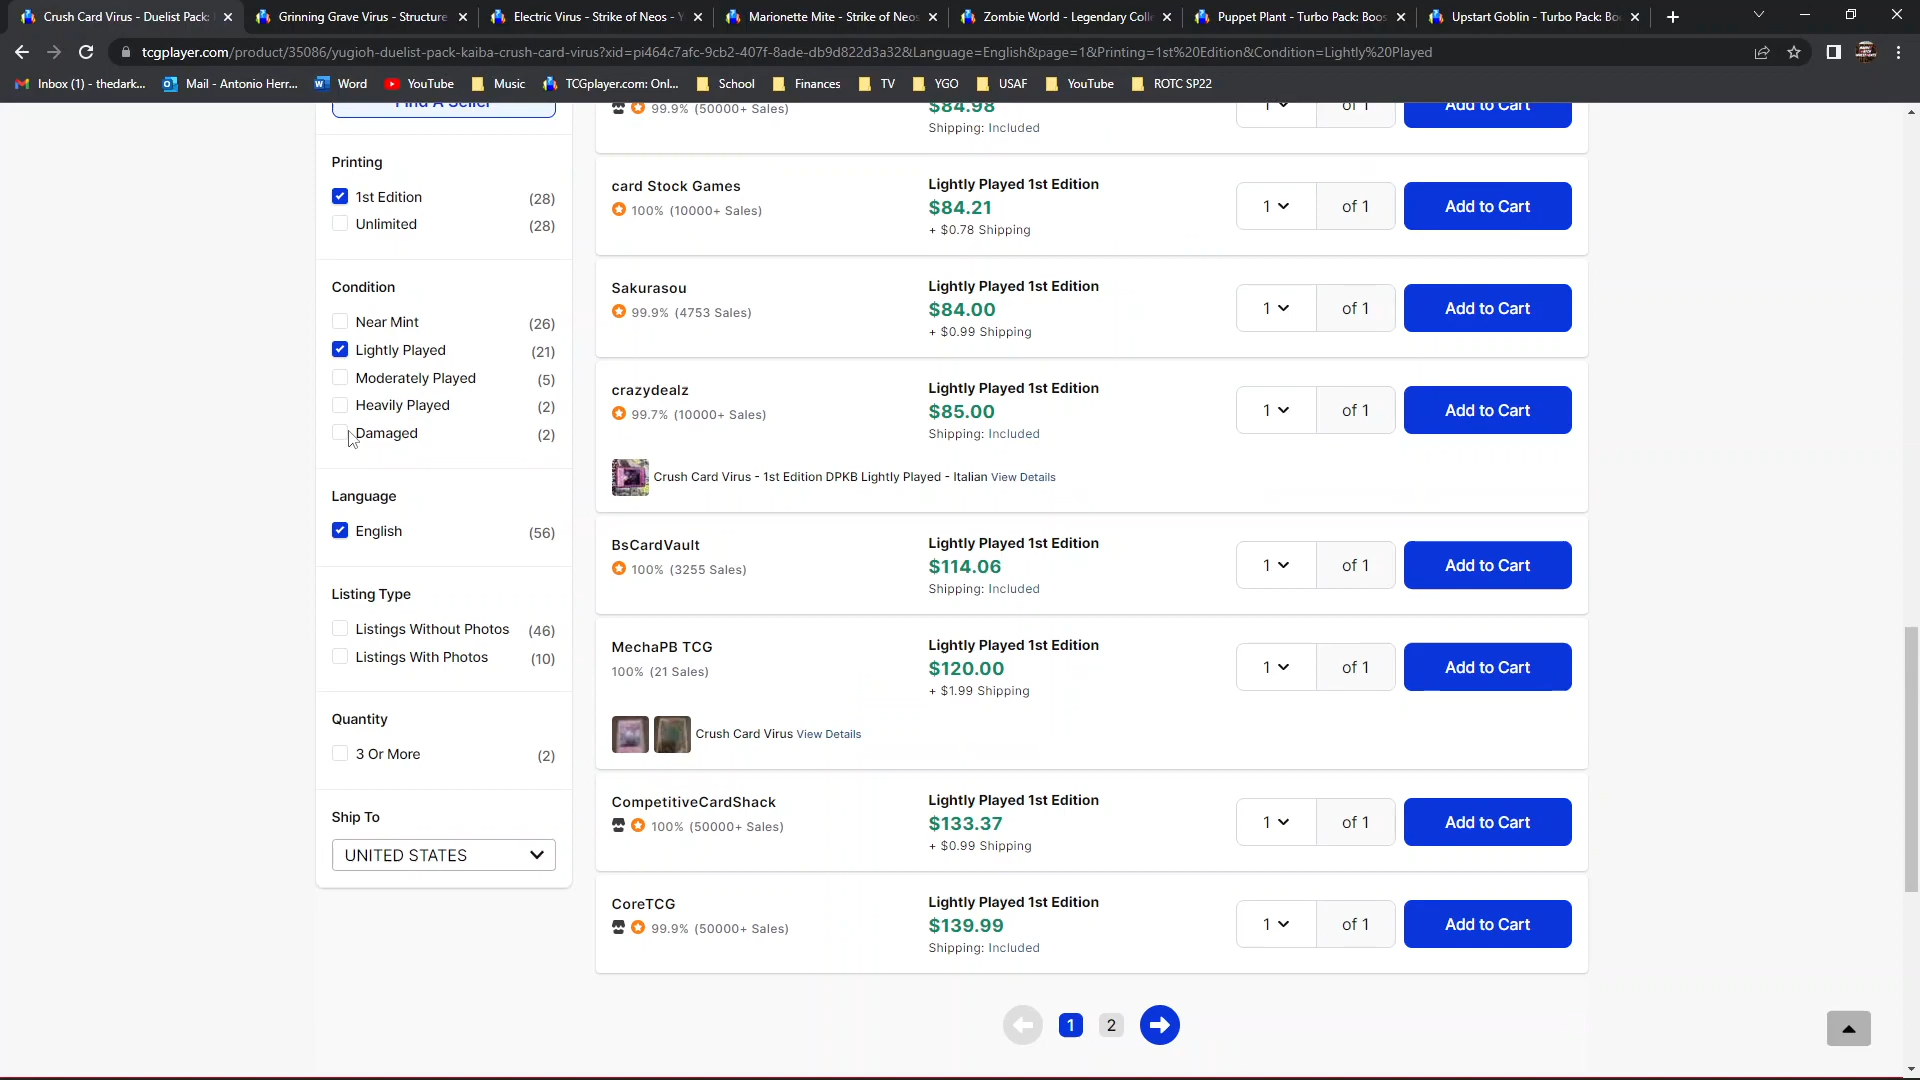 Crush Card Virus - Duelist Pack:
Grinning Grave Virus - Structure
Electric Virus - Strike of Neos - Y
Marionette Mite - Strike of Neos
Zombie World - Legendary Colle
Puppet Plant - Turbo Pack: Boos
Upstart Goblin - Turbo Pack: Bo
tcgplayer.com/product/35086/yugioh-duelist-pack-kaiba-crush-card-virus?xid=pi464c7afc-9cb2-407f-8ade-db9d822d3a32&Language=English&page=1&Printing=1st%20Edition&Condition=Lightly%20Played
Inbox (1) - thedark...
Mail - Antonio Herr...
Word
YouTube
Music
TCGplayer.com: Onl...
School
Finances
TV
YGO
USAF
YouTube
ROTC SP22
Find A Seller
Printing
1st Edition (28)
Unlimited (28)
Condition
Near Mint (26)
Lightly Played (21)
Moderately Played (5)
Heavily Played (2)
Damaged (2)
Language
English (56)
Listing Type
Listings Without Photos (46)
Listings With Photos (10)
Quantity
3 Or More (2)
Ship To
UNITED STATES
99.9% (50000+ Sales)
$84.98
Shipping: Included
1 of 1 Add to Cart
card Stock Games
100% (10000+ Sales)
Lightly Played 1st Edition
$84.21
+ $0.78 Shipping
1 of 1 Add to Cart
Sakurasou
99.9% (4753 Sales)
Lightly Played 1st Edition
$84.00
+ $0.99 Shipping
1 of 1 Add to Cart
crazydealz
99.7% (10000+ Sales)
Lightly Played 1st Edition
$85.00
Shipping: Included
1 of 1 Add to Cart
Crush Card Virus - 1st Edition DPKB Lightly Played - Italian View Details
BsCardVault
100% (3255 Sales)
Lightly Played 1st Edition
$114.06
Shipping: Included
1 of 1 Add to Cart
MechaPB TCG
100% (21 Sales)
Lightly Played 1st Edition
$120.00
+ $1.99 Shipping
1 of 1 Add to Cart
Crush Card Virus View Details
CompetitiveCardShack
100% (50000+ Sales)
Lightly Played 1st Edition
$133.37
+ $0.99 Shipping
1 of 1 Add to Cart
CoreTCG
99.9% (50000+ Sales)
Lightly Played 1st Edition
$139.99
Shipping: Included
1 of 1 Add to Cart
1 2